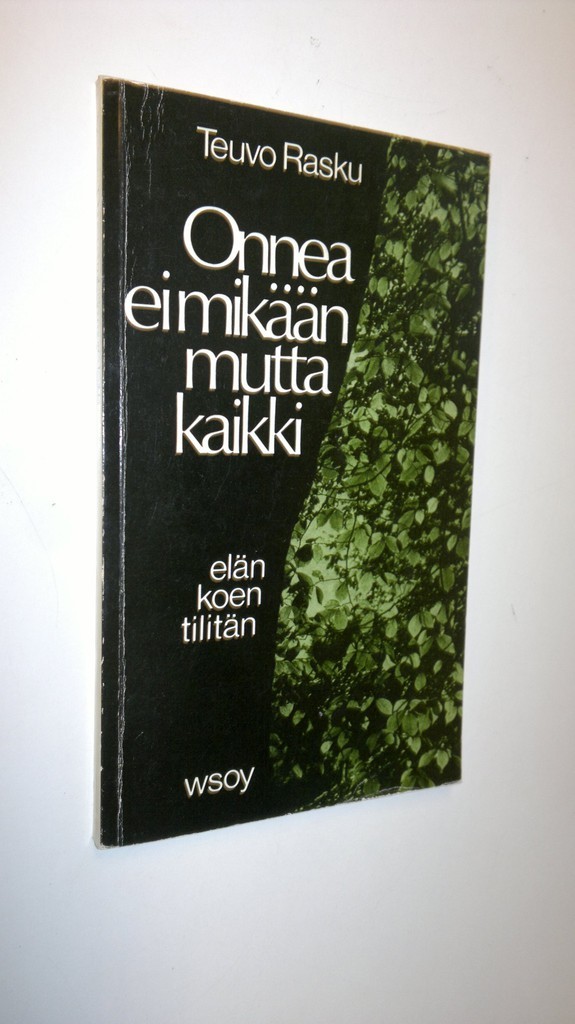 Teuvo Rasku
Onnea
ei mikään
mutta
kaikki
elän
koen
tilitän
wsoy